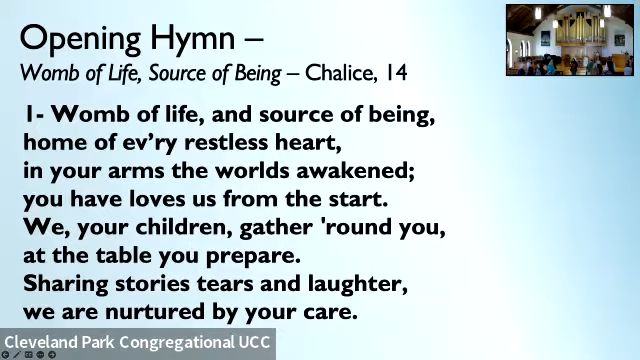 Opening Hymn –
Womb of Life, Source of Being – Chalice, 14
1- Womb of life, and source of being,
home of ev’ry restless heart,
in your arms the worlds awakened;
you have loves us from the start.
We, your children, gather 'round you,
at the table you prepare.
Sharing stories tears and laughter,
we are nurtured by your care.
Cleveland Park Congregational UCC